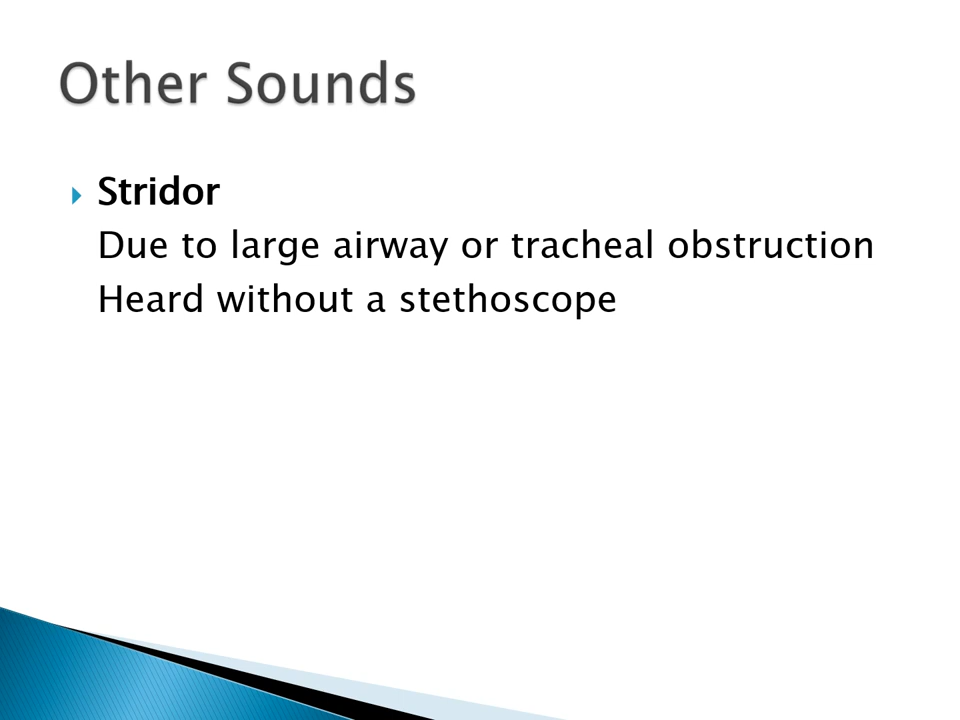 Other Sounds
Stridor
Due to large airway or tracheal obstruction
Heard without a stethoscope